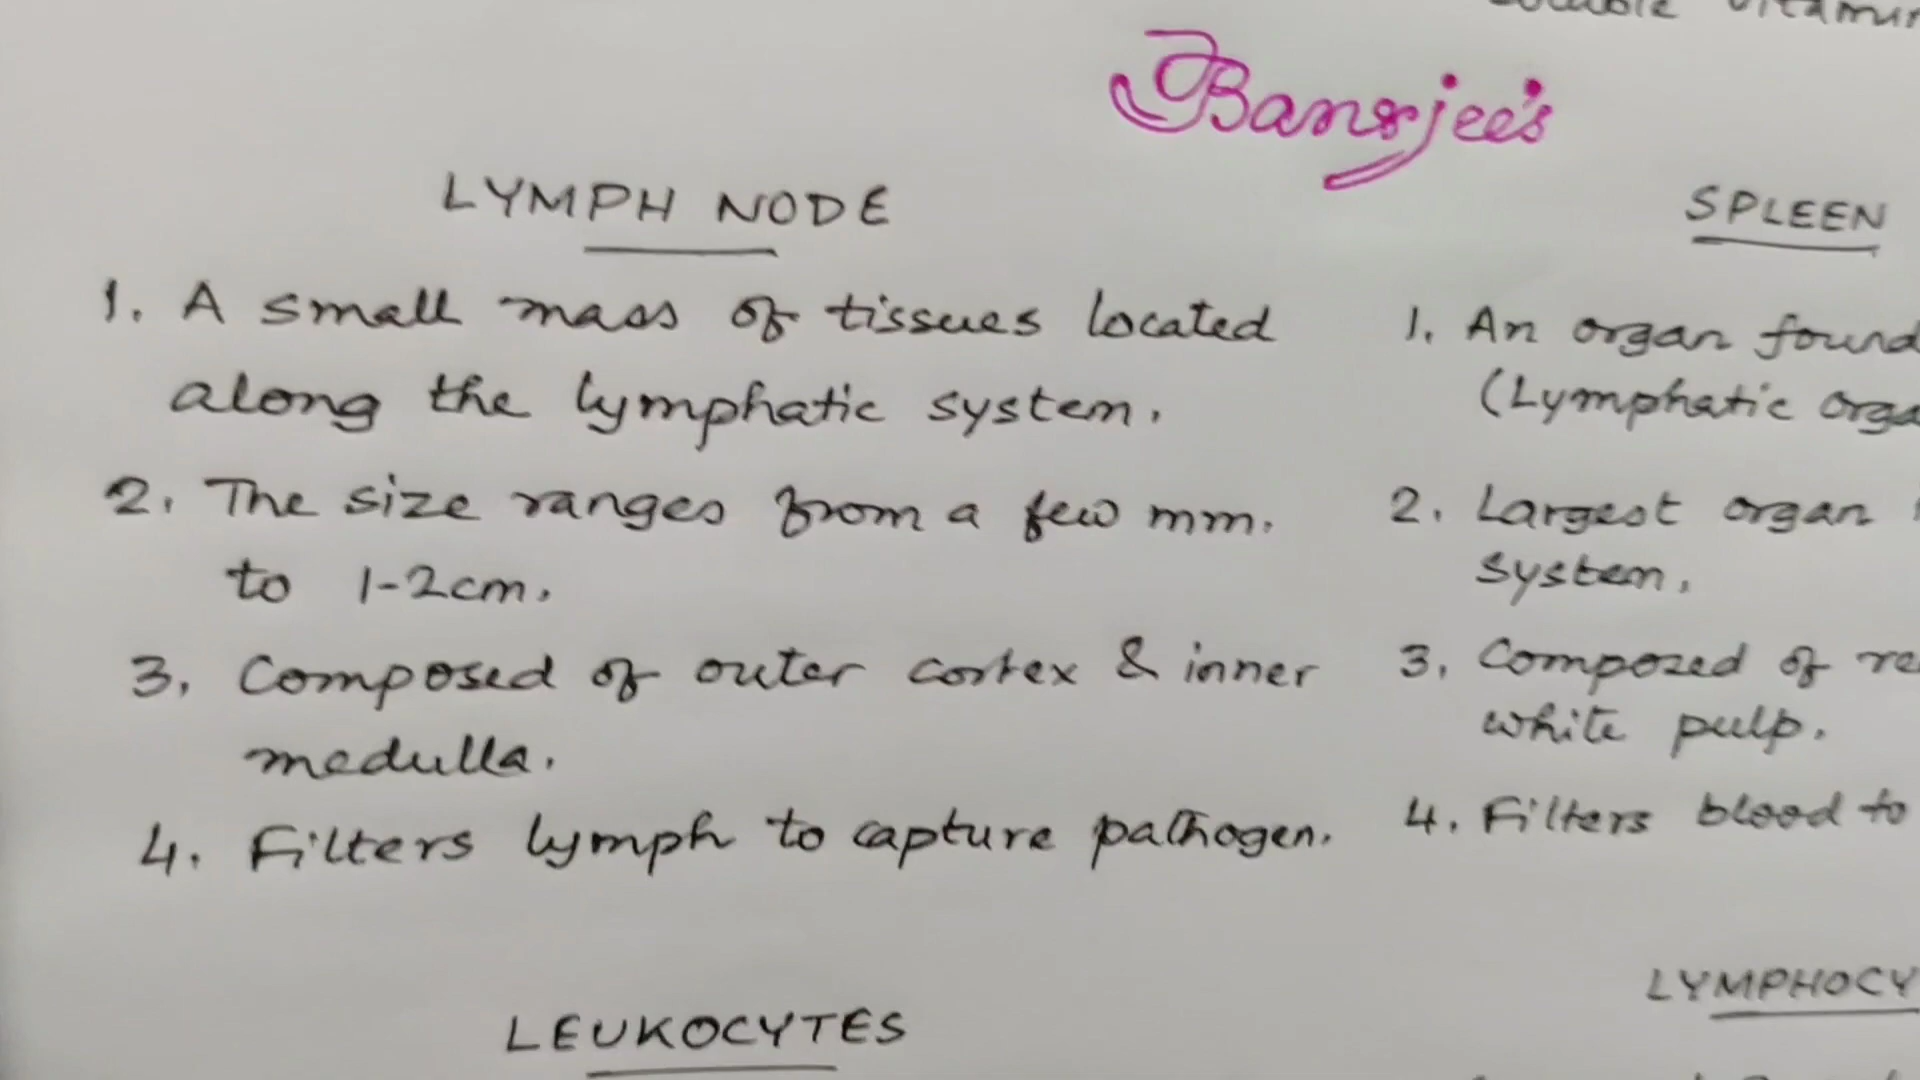 Banerjee's
LYMPH NODE
1. A small mass of tissues located
along the lymphatic system.
2. The size ranges from a few mm.
to 1-2cm.
3. Composed of outer cortex & inner
medulla.
4. Filters lymph to capture pathogen.
SPLEEN
1. An organ found
(Lymphatic
2. Largest organ
system.
3. Composed of
white pulp.
4. Filters blood to
LEUKOCYTES
LYMPHOCY